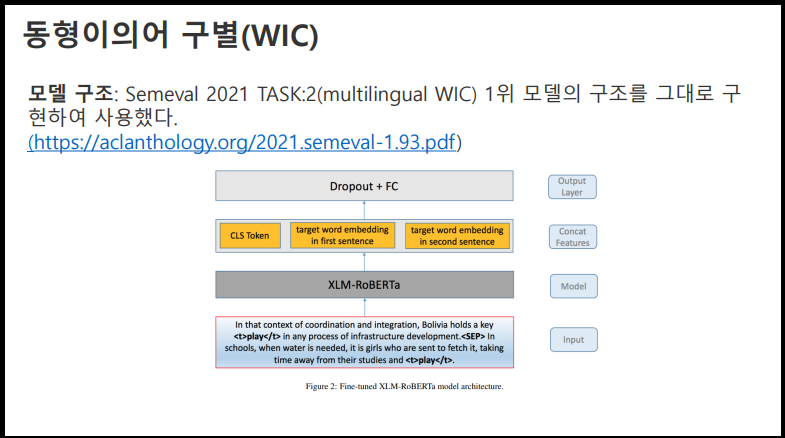 동형이의어 구별(WIC)
모델 구조: Semeval 2021 TASK:2(multilingual WIC) 1위 모델의 구조를 그대로 구
현하여 사용했다.
(https://aclanthology.org/2021.semeval-1.93.pdf)
Dropout + FC
Output
Layer
CLS Token
target word embedding
in first sentence
target word embedding
in second sentence
Concat
Features
XLM-RoBERTa
Model
In that context of coordination and integration, Bolivia holds a key
<t>play</t> in any process of infrastructure development.<SEP> In
schools, when water is needed, it is girls who are sent to fetch it, taking
time away from their studies and <t>play</t>.
Input
Figure 2: Fine-tuned XLM-RoBERTa model architecture.